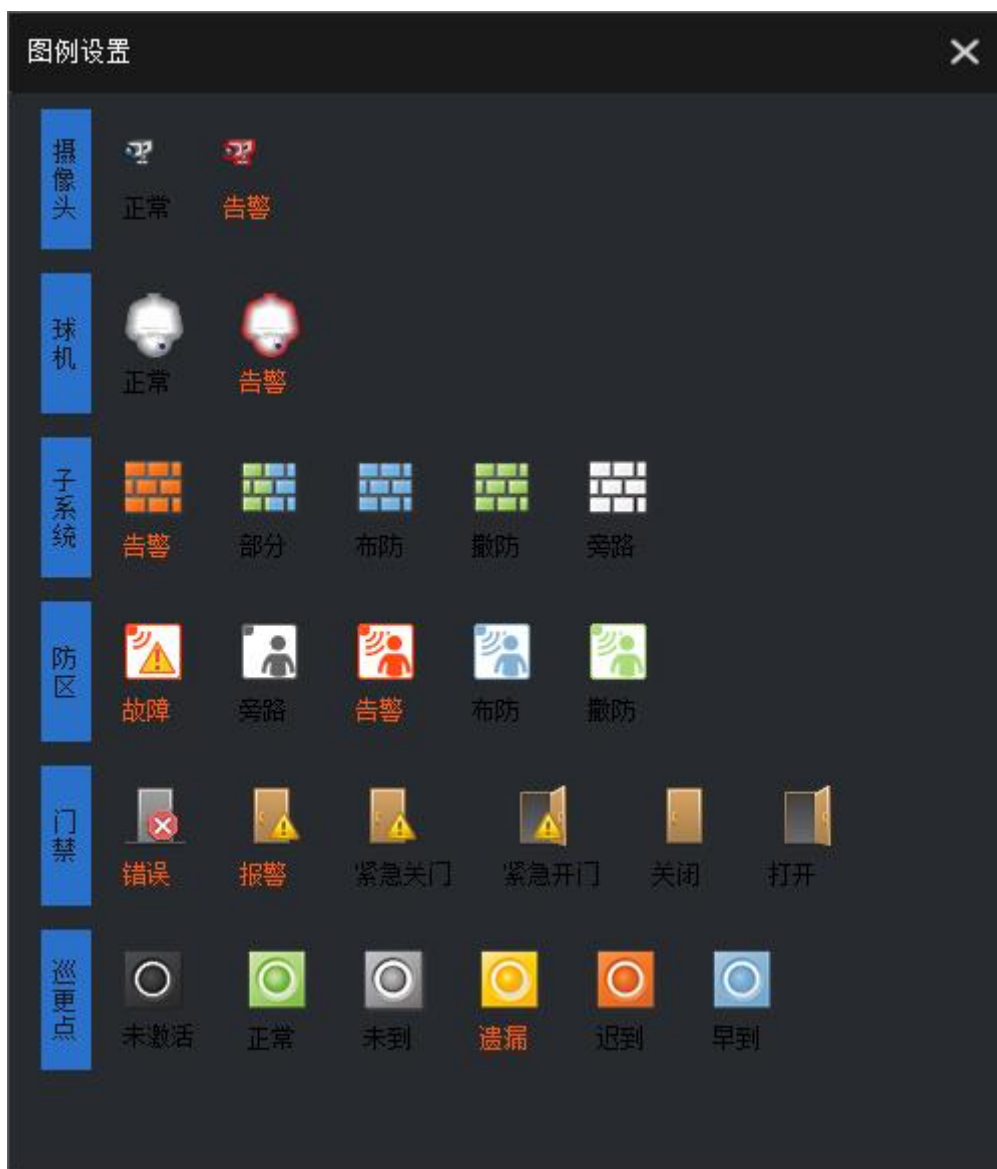 图例设置
摄像头
正常 告警
球机
正常 告警
子系统
告警 部分 布防 撤防 旁路
防区
故障 旁路 告警 布防 撤防
门禁
错误 报警 紧急关门 紧急开门 关闭 打开
巡更点
未激活 正常 未到 遗漏 迟到 早到